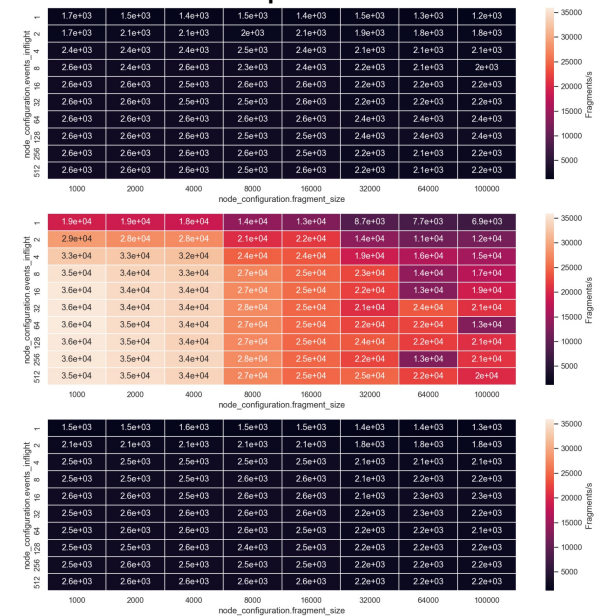 1.7e+03 1.5e+03 1.4e+03 1.5e+03 1.4e+03 1.5e+03 1.3e+03 1.2e+03
1.7e+03 2.1e+03 2.1e+03 2e+03 2.1e+03 1.9e+03 1.8e+03 1.8e+03
2.4e+03 2.4e+03 2.4e+03 2.5e+03 2.4e+03 2.1e+03 2.1e+03 2.1e+03
2.6e+03 2.4e+03 2.6e+03 2.3e+03 2.4e+03 2.2e+03 2.1e+03 2e+03
2.6e+03 2.6e+03 2.5e+03 2.6e+03 2.6e+03 2.2e+03 2.2e+03 2.2e+03
2.6e+03 2.6e+03 2.5e+03 2.5e+03 2.6e+03 2.2e+03 2.2e+03 2.2e+03
2.6e+03 2.6e+03 2.6e+03 2.6e+03 2.3e+03 2.4e+03 2.4e+03 2.4e+03
2.6e+03 2.6e+03 2.5e+03 2.5e+03 2.5e+03 2.4e+03 2.4e+03 2.4e+03
2.6e+03 2.6e+03 2.6e+03 2.5e+03 2.6e+03 2.2e+03 2.1e+03 2.2e+03
2.6e+03 2.6e+03 2.6e+03 2.6e+03 2.5e+03 2.2e+03 2.1e+03 2.2e+03
1 2 4 8 16 32 64 128 256 512
node_configuration.events_inflight
1000 2000 4000 8000 16000 32000 64000 100000
node_configuration.fragment_size
35000
30000
25000
20000
15000
10000
5000
Fragments/s
1.9e+04 1.9e+04 1.8e+04 1.4e+04 1.3e+04 8.7e+03 7.7e+03 6.9e+03
2.9e+04 2.8e+04 2.8e+04 2.1e+04 2.2e+04 1.4e+04 1.1e+04 1.2e+04
3.3e+04 3.3e+04 3.2e+04 2.4e+04 2.4e+04 1.9e+04 1.6e+04 1.5e+04
3.5e+04 3.4e+04 3.3e+04 2.7e+04 2.5e+04 2.3e+04 1.4e+04 1.7e+04
3.6e+04 3.4e+04 3.4e+04 2.7e+04 2.5e+04 2.2e+04 1.3e+04 1.9e+04
3.6e+04 3.4e+04 3.4e+04 2.8e+04 2.5e+04 2.1e+04 2.4e+04 2.1e+04
3.6e+04 3.5e+04 3.4e+04 2.7e+04 2.5e+04 2.2e+04 2.2e+04 1.3e+04
3.6e+04 3.5e+04 3.4e+04 2.7e+04 2.5e+04 2.4e+04 2.2e+04 2.1e+04
3.6e+04 3.5e+04 3.4e+04 2.8e+04 2.5e+04 2.2e+04 1.3e+04 2.1e+04
3.5e+04 3.5e+04 3.4e+04 2.7e+04 2.5e+04 2.5e+04 2.2e+04 2e+04
1 2 4 8 16 32 64 128 256 512
node_configuration.events_inflight
1000 2000 4000 8000 16000 32000 64000 100000
node_configuration.fragment_size
35000
30000
25000
20000
15000
10000
5000
Fragments/s
1.5e+03 1.5e+03 1.6e+03 1.5e+03 1.5e+03 1.4e+03 1.4e+03 1.3e+03
2.1e+03 2.1e+03 2.1e+03 2.1e+03 2.1e+03 1.8e+03 1.8e+03 1.8e+03
2.5e+03 2.5e+03 2.5e+03 2.5e+03 2.5e+03 2.1e+03 2.1e+03 2.1e+03
2.5e+03 2.6e+03 2.5e+03 2.6e+03 2.6e+03 2.1e+03 2.2e+03 2.2e+03
2.6e+03 2.6e+03 2.5e+03 2.6e+03 2.6e+03 2.1e+03 2.3e+03 2.3e+03
2.5e+03 2.6e+03 2.6e+03 2.5e+03 2.5e+03 2.3e+03 2.2e+03 2.2e+03
2.5e+03 2.5e+03 2.6e+03 2.6e+03 2.5e+03 2.3e+03 2.2e+03 2.1e+03
2.5e+03 2.5e+03 2.6e+03 2.4e+03 2.5e+03 2.3e+03 2.2e+03 2.2e+03
2.5e+03 2.6e+03 2.5e+03 2.5e+03 2.6e+03 2.2e+03 2.2e+03 2.2e+03
2.6e+03 2.6e+03 2.6e+03 2.6e+03 2.6e+03 2.2e+03 2.2e+03 2.2e+03
1 2 4 8 16 32 64 128 256 512
node_configuration.events_inflight
1000 2000 4000 8000 16000 32000 64000 100000
node_configuration.fragment_size
35000
30000
25000
20000
15000
10000
5000
Fragments/s